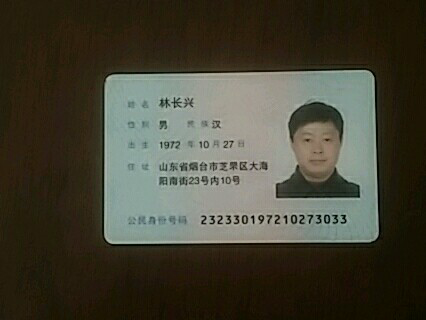 姓名 林长兴
性别 男 民族 汉
出生 1972 年 10 月 27 日
住址 山东省烟台市芝罘区大海
阳南街23号内10号
公民身份号码 232330197210273033